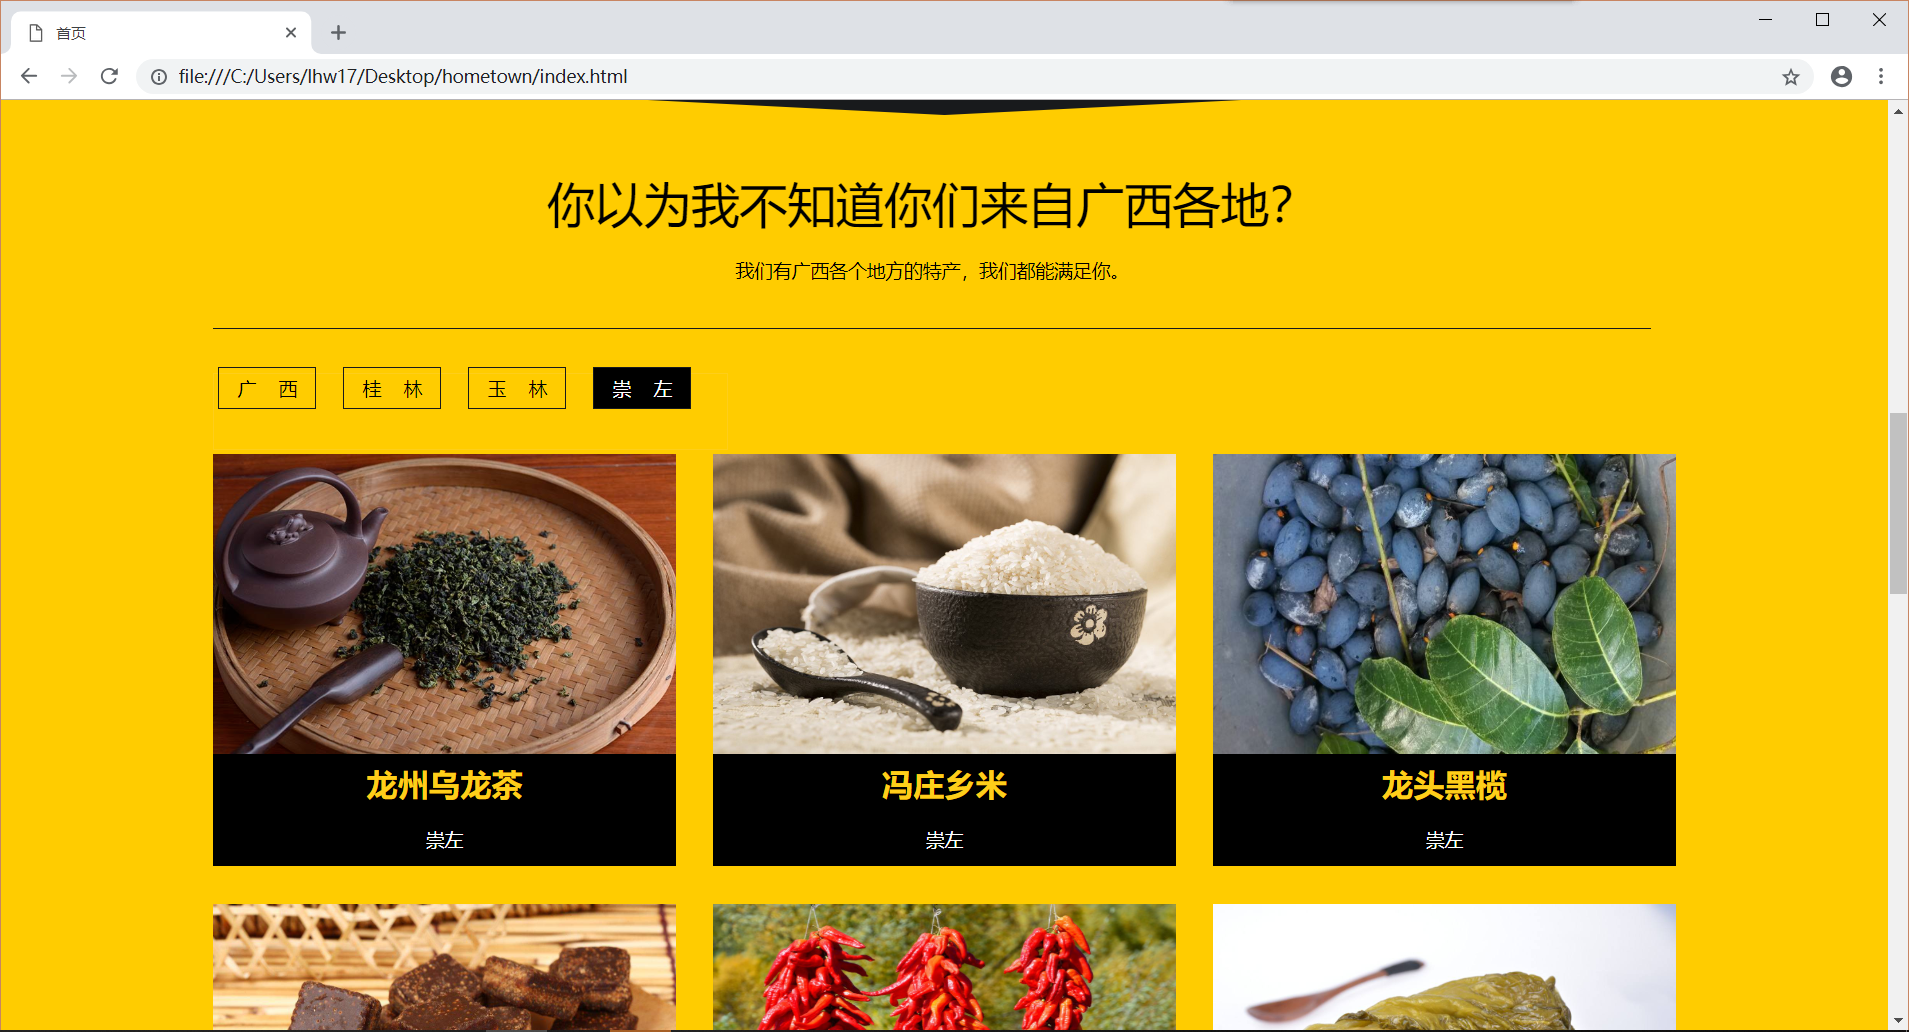 首页
file:///C:/Users/lhw17/Desktop/hometown/index.html
你以为我不知道你们来自广西各地?
我们有广西各个地方的特产，我们都能满足你。
广 西 桂 林 玉 林 崇 左
龙州乌龙茶 冯庄乡米 龙头黑榄
崇左 崇左 崇左